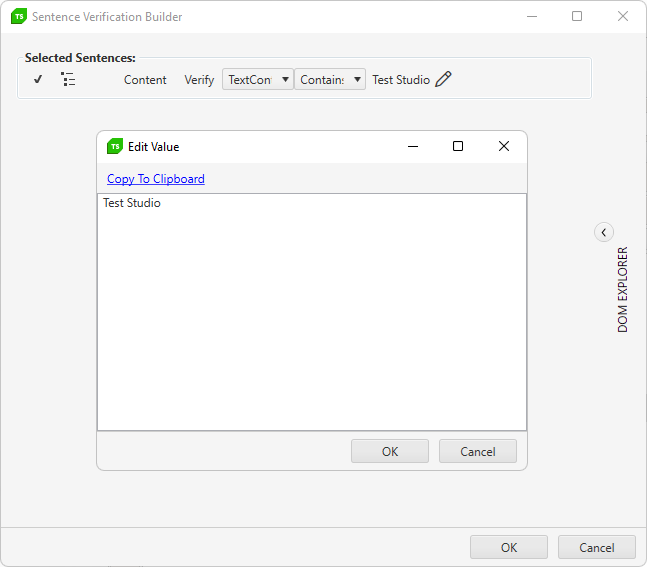 TS Sentence Verification Builder
Selected Sentences:
Content Verify TextCont Contains Test Studio
TS Edit Value
Copy To Clipboard
Test Studio
DOM EXPLORER
OK Cancel
OK Cancel